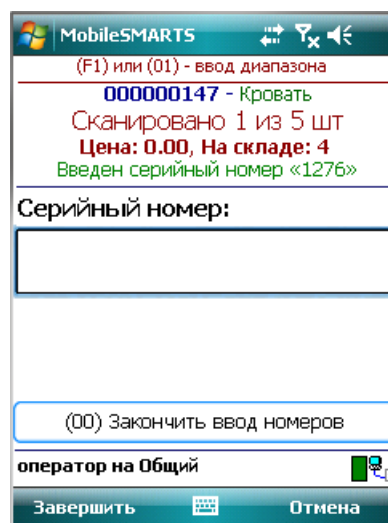 MobileSMARTS
(F1) или (01) - ввод диапазона
000000147 - Кровать
Сканировано 1 из 5 шт
Цена: 0.00, На складе: 4
Введен серийный номер «1276»
Серийный номер:
(00) Закончить ввод номеров
оператор на Общий
Завершить Отмена